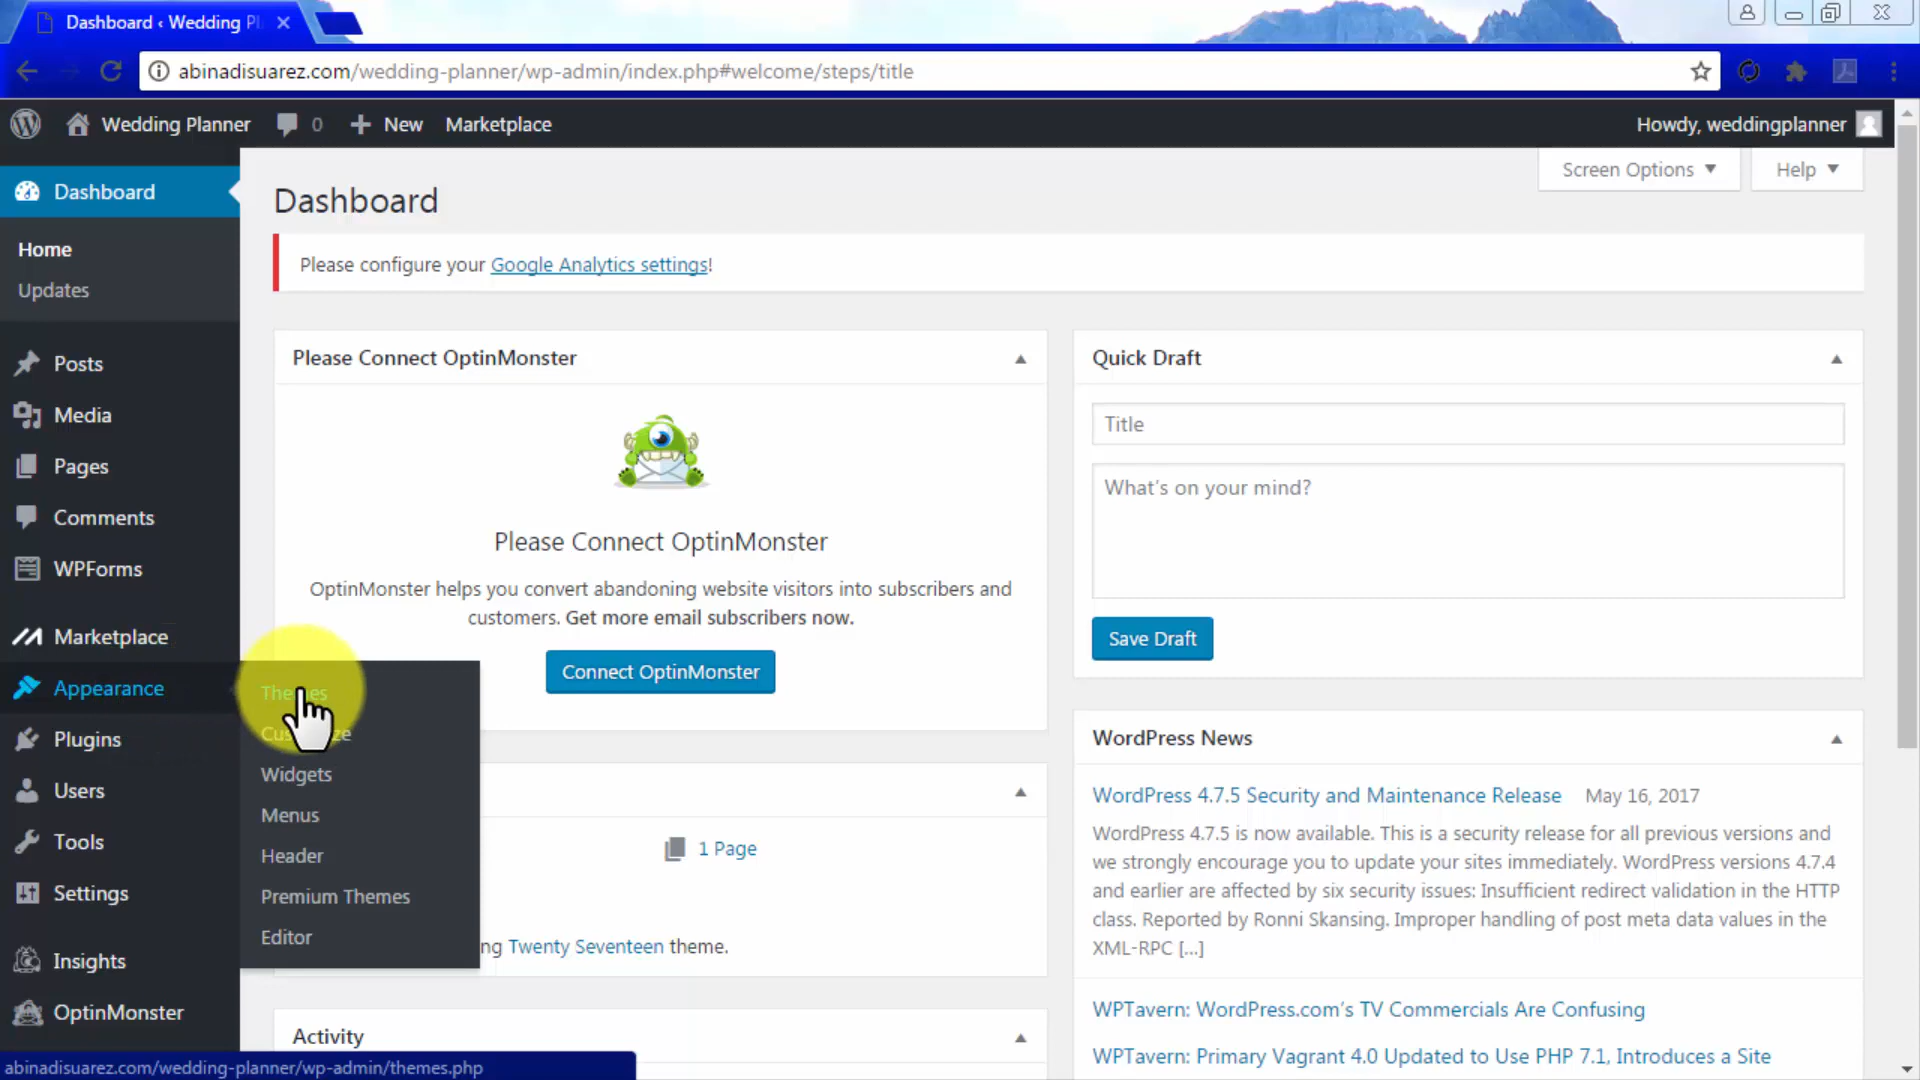 Dashboard ‹ Wedding Pl
abinadisuarez.com/wedding-planner/wp-admin/index.php#welcome/steps/title
Wedding Planner 0 New Marketplace Howdy, weddingplanner
Screen Options Help
Dashboard
Home
Updates
Posts
Media
Pages
Comments
WPForms
Marketplace
Appearance
Plugins
Users
Tools
Settings
Insights
OptinMonster
Themes
Widgets
Menus
Header
Premium Themes
Editor
Dashboard
Please configure your Google Analytics settings!
Please Connect OptinMonster
Please Connect OptinMonster
OptinMonster helps you convert abandoning website visitors into subscribers and
customers. Get more email subscribers now.
Connect OptinMonster
1 Page
ng Twenty Seventeen theme.
Activity
Quick Draft
Title
What's on your mind?
Save Draft
WordPress News
WordPress 4.7.5 Security and Maintenance Release May 16, 2017
WordPress 4.7.5 is now available. This is a security release for all previous versions and
we strongly encourage you to update your sites immediately. WordPress versions 4.7.4
and earlier are affected by six security issues: Insufficient redirect validation in the HTTP
class. Reported by Ronni Skansing. Improper handling of post meta data values in the
XML-RPC [...]
WPTavern: WordPress.com's TV Commercials Are Confusing
WPTavern: Primary Vagrant 4.0 Updated to Use PHP 7.1, Introduces a Site
abinadisuarez.com/wedding-planner/wp-admin/themes.php